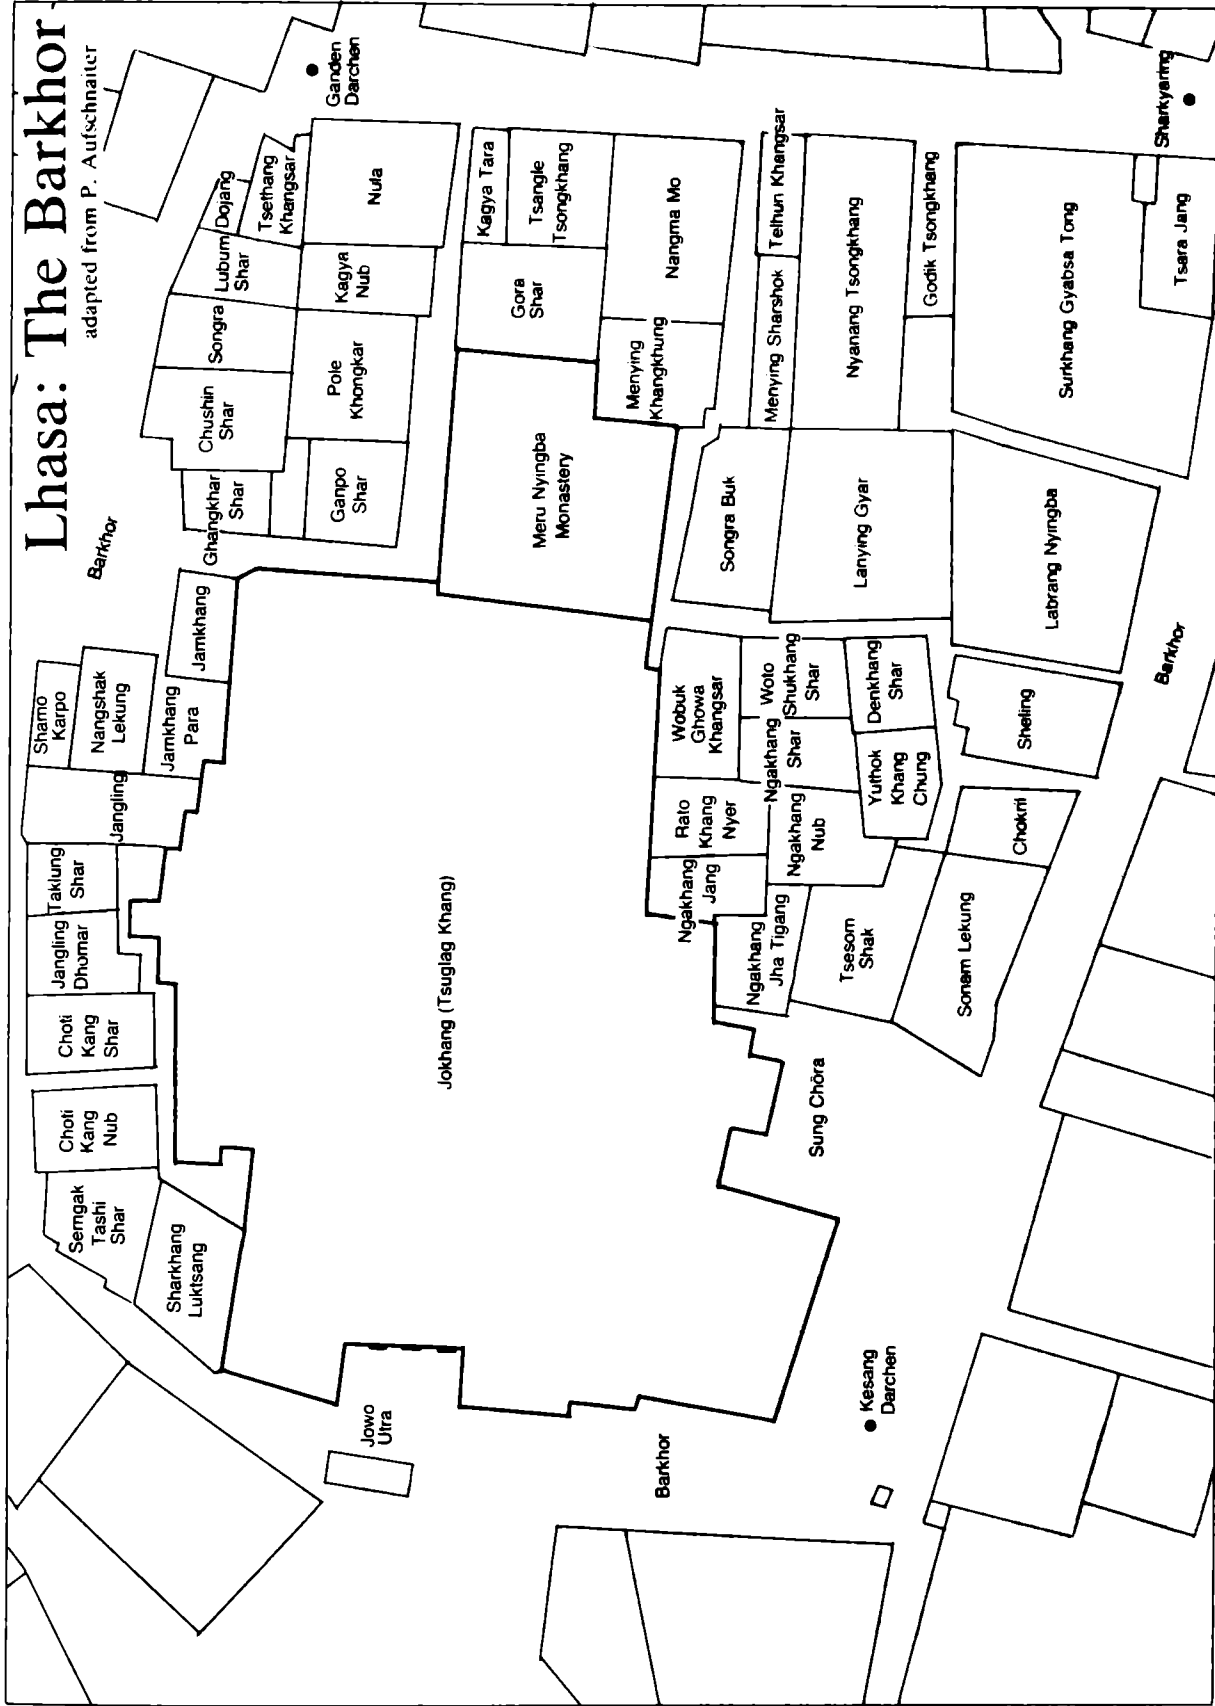 Lhasa: The Barkhor
adapted from P. Aufschnaiter
Barkhor
Ganden
Darchen
Shamo
Karpo
Nangshak
Lekung
Jamkhang
Para
Jamkhang
Jangling
Taklung
Shar
Jangling
Dhomar
Choti
Kang
Shar
Choti
Kang
Nub
Serngak
Tashi
Shar
Sharkhang
Luktsang
Ghangkhar
Shar
Chushin
Shar
Songra
Lubum
Shar
Dojang
Tsethang
Khangsar
Ganpo
Shar
Pole
Khongkar
Kagya
Nub
Nula
Jowo
Utra
Jokhang (Tsuglag Khang)
Meru Nyingba
Monastery
Gora
Shar
Kagya Tara
Tsangle
Tsongkhang
Menying
Khangkhung
Nangma Mo
Barkhor
Ngakhang
Jang
Rato
Khang
Nyer
Wobuk
Ghowa
Khangsar
Songra Buk
Menying Sharshok
Telhun Khangsar
Ngakhang
Jha Tigang
Ngakhang
Nub
Ngakhang
Shar
Woto
Shukhang
Shar
Lanying Gyar
Nyanang Tsongkhang
Sung Chöra
Tsesom
Shak
Yuthok
Khang
Chung
Denkhang
Shar
Godik Tsongkhang
Kesang
Darchen
Sonam Lekung
Chokril
Sheling
Labrang Nyingba
Surkhang Gyabsa Tong
Barkhor
Tsara Jang
Sharkyaring